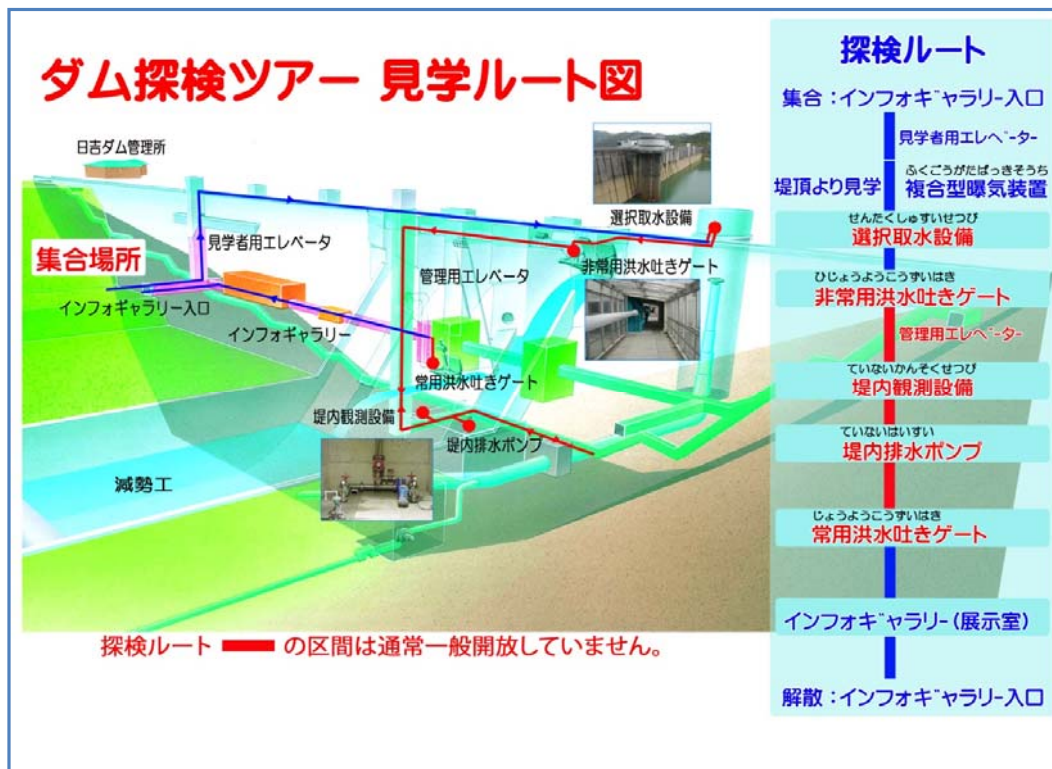 ダム探検ツアー 見学ルート図
日吉ダム管理所
集合場所
見学者用エレベータ
インフォギャラリー入口
インフォギャラリー
管理用エレベータ
選択取水設備
非常用洪水吐きゲート
常用洪水吐きゲート
堤内観測設備
堤内排水ポンプ
減勢工
探検ルート の区間は通常一般開放していません。
探検ルート
集合：インフォギャラリー入口
見学者用エレベーター
ふくごうがたばっきそうち
堤頂より見学 複合型曝気装置
せんたくしゅすいせつび
選択取水設備
ひじょうようこうずいはき
非常用洪水吐きゲート
管理用エレベーター
ていないかんそくせつび
堤内観測設備
ていないはいすい
堤内排水ポンプ
じょうようこうずいはき
常用洪水吐きゲート
インフォギャラリー(展示室)
解散：インフォギャラリー入口